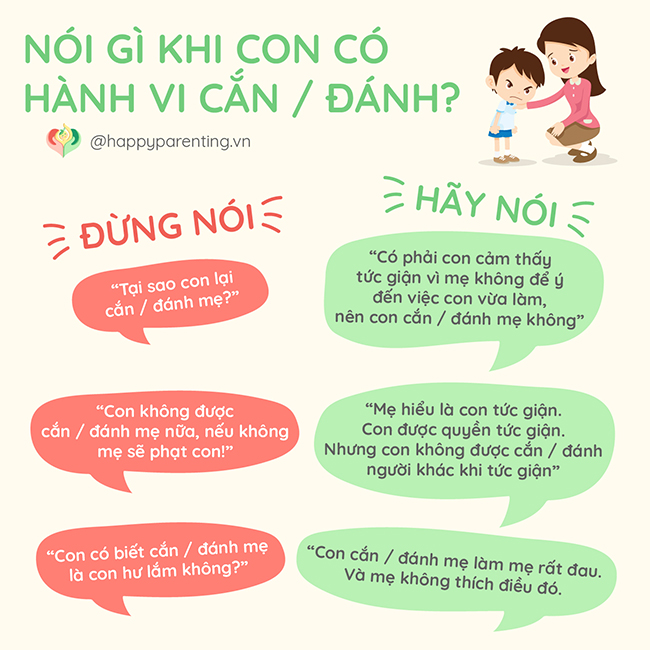 NÓI GÌ KHI CON CÓ
HÀNH VI CẮN / ĐÁNH?
@happyparenting.vn
ĐỪNG NÓI
HÃY NÓI
“Tại sao con lại
cắn / đánh mẹ?”
“Có phải con cảm thấy
tức giận vì mẹ không để ý
đến việc con vừa làm,
nên con cắn / đánh mẹ không”
“Con không được
cắn / đánh mẹ nữa, nếu không
mẹ sẽ phạt con!”
“Mẹ hiểu là con tức giận.
Con được quyền tức giận.
Nhưng con không được cắn / đánh
người khác khi tức giận”
“Con có biết cắn / đánh mẹ
là con hư lắm không?”
“Con cắn / đánh mẹ làm mẹ rất đau.
Và mẹ không thích điều đó.